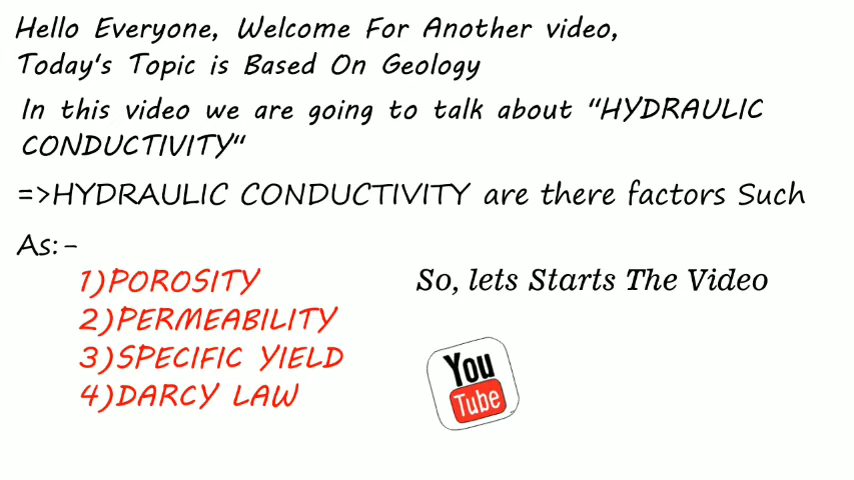 Hello Everyone, Welcome For Another video,
Today's Topic is Based On Geology
In this video we are going to talk about "HYDRAULIC
CONDUCTIVITY"
=>HYDRAULIC CONDUCTIVITY are there factors Such
As:-
1)POROSITY
2)PERMEABILITY
3)SPECIFIC YIELD
4)DARCY LAW
So, lets Starts The Video
You
Tube